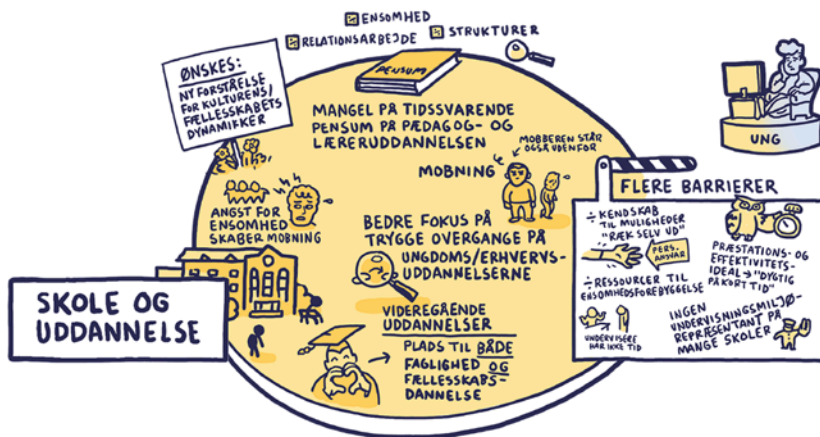 ENSOMHED
RELATIONSARBEJDE
STRUKTURER
ØNSKES:
NY FORSTÅELSE
FOR KULTURENS/
FÆLLESSKABETS
DYNAMIKKER
PENSUM
MANGEL PÅ TIDSSVARENDE
PENSUM PÅ PÆDAGOG- OG
LÆRERUDDANNELSEN
MOBBEREN STÅR
OGSÅ UDENFOR
MOBNING
ANGST FOR
ENSOMHED
SKABER MOBNING
BEDRE FOKUS PÅ
TRYGGE OVERGANGE PÅ
UNGDOMS/ERHVERVS-
UDDANNELSERNE
SKOLE OG
UDDANNELSE
VIDEREGÅENDE
UDDANNELSER
PLADS TIL BÅDE
FAGLIGHED OG
FÆLLESSKABS-
DANNELSE
UNG
FLERE BARRIERER
÷ KENDSKAB
TIL MULIGHEDER
"RÆK SELV UD"
PERS.
ANSVAR
÷ RESSOURCER TIL
ENSOMHEDSFOREBYGGELSE
UNDERVISERE
HAR IKKE TID
PRÆSTATIONS- OG
EFFEKTIVITETS-
IDEAL → "DYGTIG
PÅ KORT TID"
INGEN
UNDERVISNINGSMILJØ-
REPRÆSENTANT PÅ
MANGE SKOLER